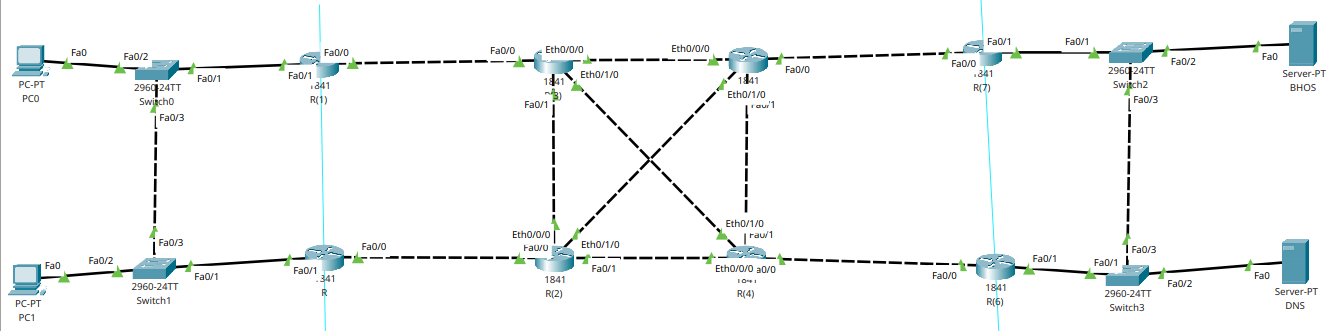 Fa0
PC-PT
PC0
Fa0/2
Fa0/1
2960-24TT
Switch0
Fa0/3
Fa0/0
Fa0/1
1841
R(1)
Fa0/0
Eth0/0/0
Eth0/1/0
1841
Fa0/1
Eth0/0/0
Fa0/0
1841
Eth0/1/0
Fa0/1
Fa0/1
Fa0/0
1841
R(7)
Fa0/1
Fa0/2
2960-24TT
Switch2
Fa0/3
Fa0
Server-PT
BHOS
Fa0
PC-PT
PC1
Fa0/3
Fa0/2
Fa0/1
2960-24TT
Switch1
Fa0/0
Fa0/1
R
Eth0/0/0
Fa0/0
Eth0/1/0
Fa0/1
1841
R(2)
Eth0/1/0
Fa0/1
Eth0/0/0
R(4)
Fa0/0
Fa0/1
1841
R(6)
Fa0/3
Fa0/1
Fa0/2
2960-24TT
Switch3
Fa0
Server-PT
DNS